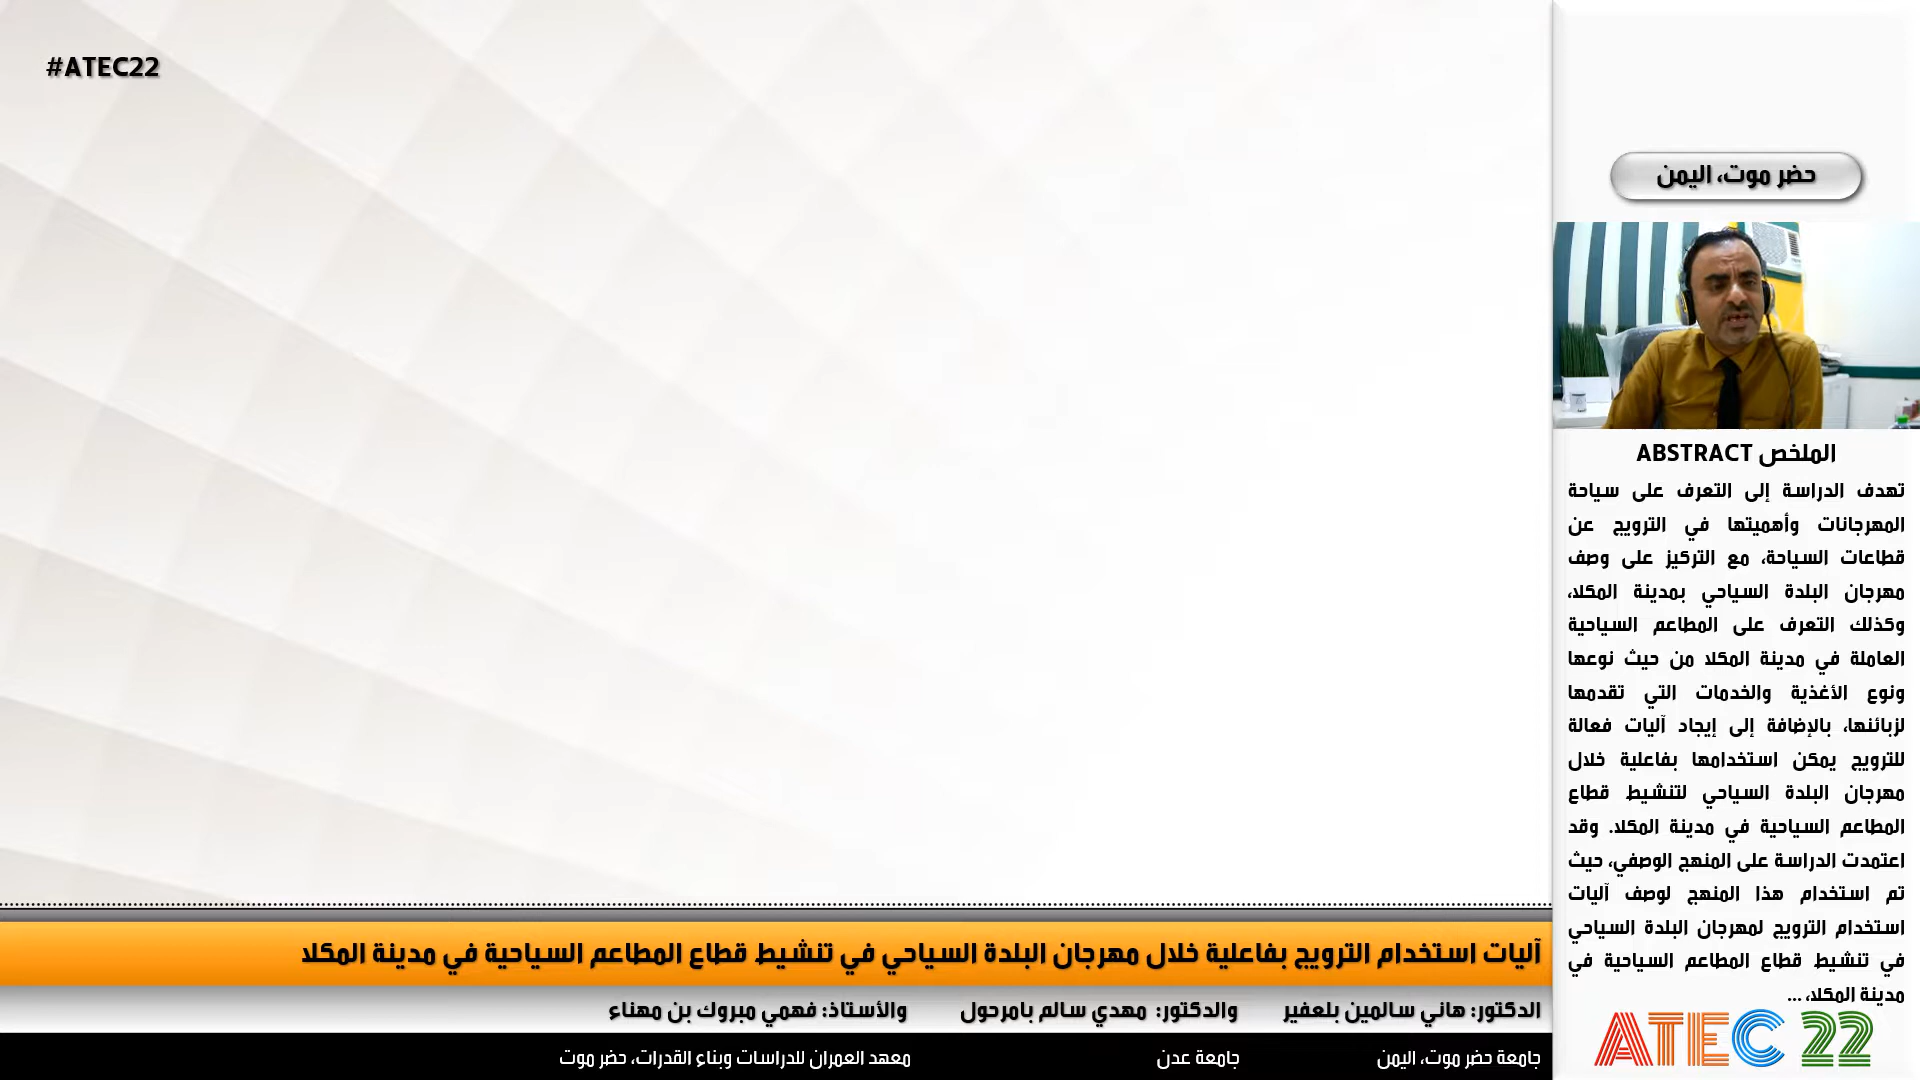 #ATEC22
حضر موت، اليمن
الملخص ABSTRACT
تهدف الدراسة إلى التعرف على سياحة
المهرجانات وأهميتها في الترويج عن
قطاعات السياحة، مع التركيز على وصف
مهرجان البلدة السياحي بمدينة المكلا،
وكذلك التعرف على المطاعم السياحية
العاملة في مدينة المكلا من حيث نوعها
ونوع الأغذية والخدمات التي تقدمها
لزبائنها، بالإضافة إلى إيجاد آليات فعالة
للترويج يمكن استخدامها بفاعلية خلال
مهرجان البلدة السياحي لتنشيط قطاع
المطاعم السياحية في مدينة المكلا. وقد
اعتمدت الدراسة على المنهج الوصفي، حيث
تم استخدام هذا المنهج لوصف آليات
استخدام الترويج لمهرجان البلدة السياحي
في تنشيط قطاع المطاعم السياحية في
مدينة المكلا، ...
آليات استخدام الترويج بفاعلية خلال مهرجان البلدة السياحي في تنشيط قطاع المطاعم السياحية في مدينة المكلا
الدكتور: هاني سالمين بلعفير والدكتور: مهدي سالم بامرحول والأستاذ: فهمي مبروك بن مهناء
جامعة حضر موت، اليمن جامعة عدن معهد العمران للدراسات وبناء القدرات، حضر موت
ATEC 22